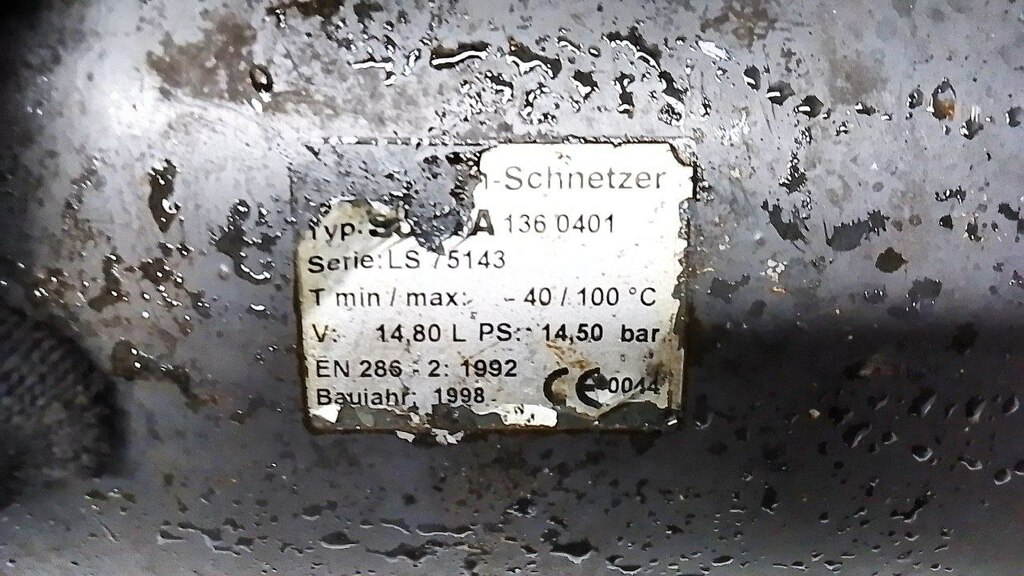 -Schnetzer
Typ: 136 0401
Serie: LS 75143
T min / max: - 40 / 100 °C
V: 14,80 L PS: 14,50 bar
EN 286 - 2: 1992
CE 0044
Baujahr: 1998